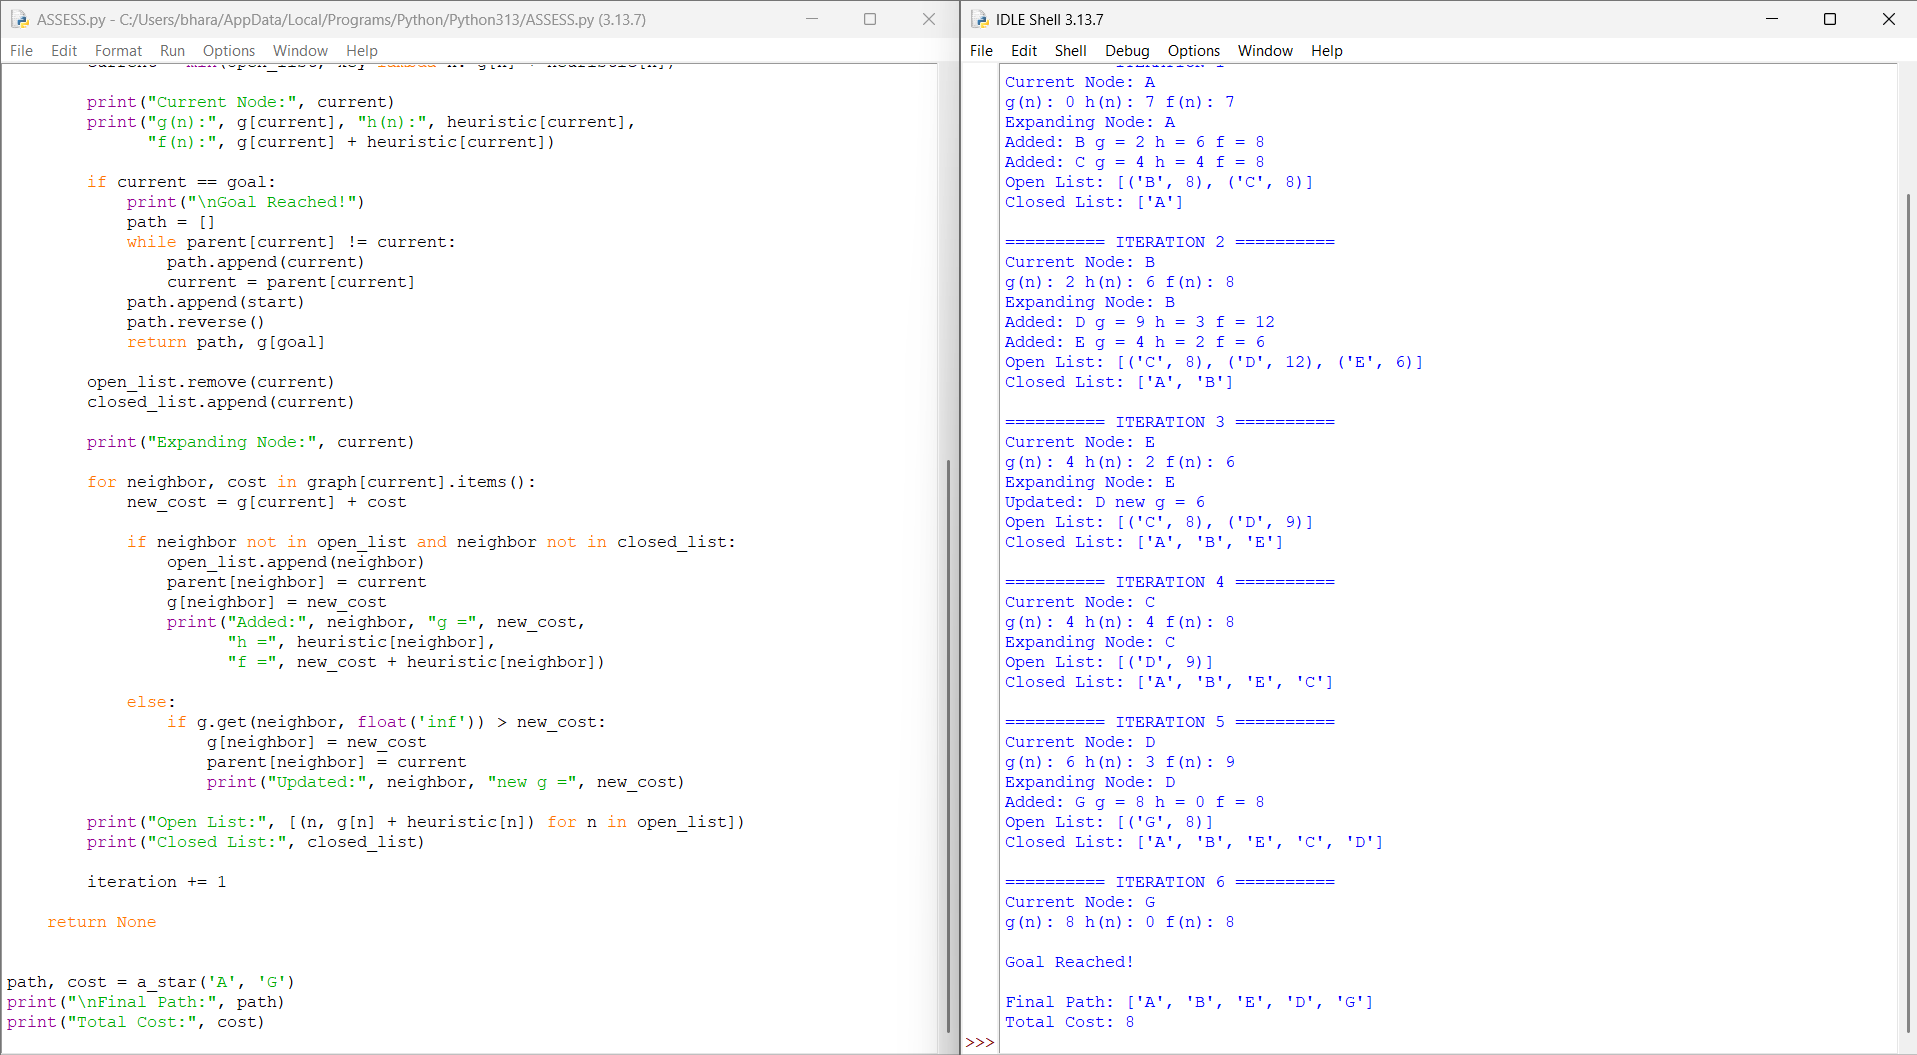 ASSESS.py - C:/Users/bhara/AppData/Local/Programs/Python/Python313/ASSESS.py (3.13.7)
File Edit Format Run Options Window Help
current = min(open_list, key=lambda n: g[n] + heuristic[n])
print("Current Node:", current)
print("g(n):", g[current], "h(n):", heuristic[current],
"f(n):", g[current] + heuristic[current])
if current == goal:
print("\nGoal Reached!")
path = []
while parent[current] != current:
path.append(current)
current = parent[current]
path.append(start)
path.reverse()
return path, g[goal]
open_list.remove(current)
closed_list.append(current)
print("Expanding Node:", current)
for neighbor, cost in graph[current].items():
new_cost = g[current] + cost
if neighbor not in open_list and neighbor not in closed_list:
open_list.append(neighbor)
parent[neighbor] = current
g[neighbor] = new_cost
print("Added:", neighbor, "g =", new_cost,
"h =", heuristic[neighbor],
"f =", new_cost + heuristic[neighbor])
else:
if g.get(neighbor, float('inf')) > new_cost:
g[neighbor] = new_cost
parent[neighbor] = current
print("Updated:", neighbor, "new g =", new_cost)
print("Open List:", [(n, g[n] + heuristic[n]) for n in open_list])
print("Closed List:", closed_list)
iteration += 1
return None
path, cost = a_star('A', 'G')
print("\nFinal Path:", path)
print("Total Cost:", cost)
IDLE Shell 3.13.7
File Edit Shell Debug Options Window Help
ITERATION 1
Current Node: A
g(n): 0 h(n): 7 f(n): 7
Expanding Node: A
Added: B g = 2 h = 6 f = 8
Added: C g = 4 h = 4 f = 8
Open List: [('B', 8), ('C', 8)]
Closed List: ['A']
========== ITERATION 2 ==========
Current Node: B
g(n): 2 h(n): 6 f(n): 8
Expanding Node: B
Added: D g = 9 h = 3 f = 12
Added: E g = 4 h = 2 f = 6
Open List: [('C', 8), ('D', 12), ('E', 6)]
Closed List: ['A', 'B']
========== ITERATION 3 ==========
Current Node: E
g(n): 4 h(n): 2 f(n): 6
Expanding Node: E
Updated: D new g = 6
Open List: [('C', 8), ('D', 9)]
Closed List: ['A', 'B', 'E']
========== ITERATION 4 ==========
Current Node: C
g(n): 4 h(n): 4 f(n): 8
Expanding Node: C
Open List: [('D', 9)]
Closed List: ['A', 'B', 'E', 'C']
========== ITERATION 5 ==========
Current Node: D
g(n): 6 h(n): 3 f(n): 9
Expanding Node: D
Added: G g = 8 h = 0 f = 8
Open List: [('G', 8)]
Closed List: ['A', 'B', 'E', 'C', 'D']
========== ITERATION 6 ==========
Current Node: G
g(n): 8 h(n): 0 f(n): 8
Goal Reached!
Final Path: ['A', 'B', 'E', 'D', 'G']
Total Cost: 8
>>>